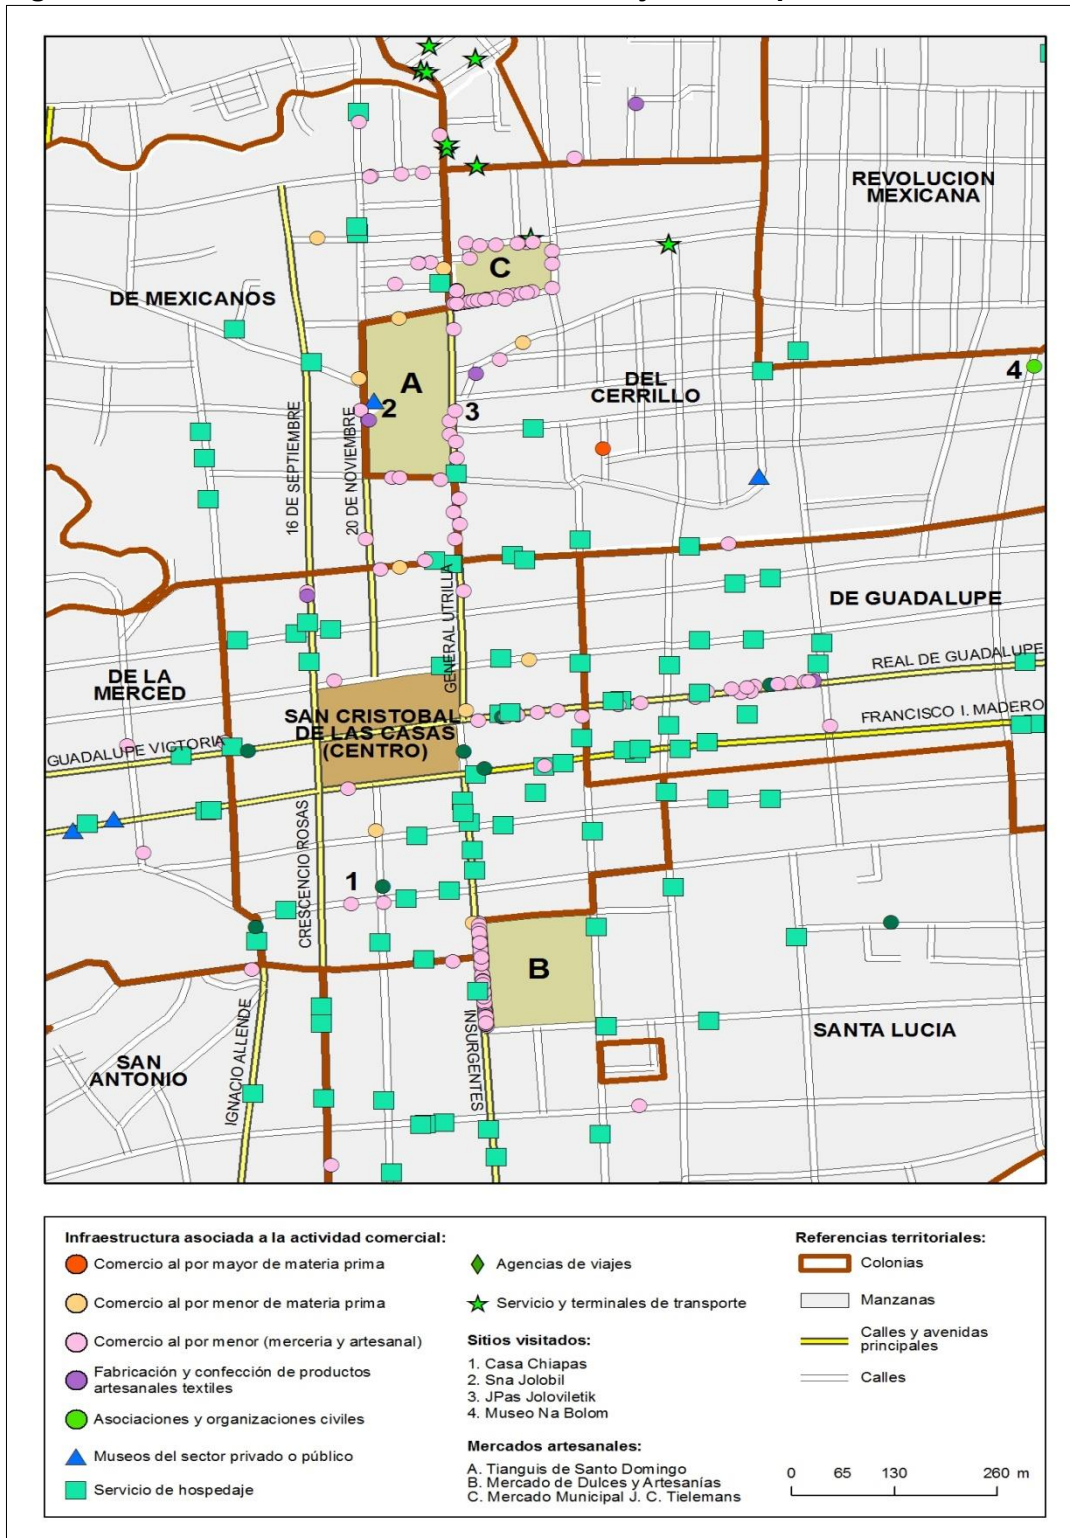 REVOLUCION
MEXICANA
C
DE MEXICANOS
A
DEL
CERRILLO
4
2
3
16 DE SEPTIEMBRE
20 DE NOVIEMBRE
GENERAL UTRILLA
DE GUADALUPE
DE LA
MERCED
REAL DE GUADALUPE
SAN CRISTOBAL
DE LAS CASAS
(CENTRO)
FRANCISCO I. MADERO
GUADALUPE VICTORIA
CRESCENCIO ROSAS
1
B
IGNACIO ALLENDE
INSURGENTES
SANTA LUCIA
SAN
ANTONIO
Infraestructura asociada a la actividad comercial:
Comercio al por mayor de materia prima
Comercio al por menor de materia prima
Comercio al por menor (merceria y artesanal)
Fabricación y confección de productos
artesanales textiles
Asociaciones y organizaciones civiles
Museos del sector privado o público
Servicio de hospedaje
Agencias de viajes
Servicio y terminales de transporte
Sitios visitados:
1. Casa Chiapas
2. Sna Jolobil
3. JPas Joloviletik
4. Museo Na Bolom
Mercados artesanales:
A. Tianguis de Santo Domingo
B. Mercado de Dulces y Artesanías
C. Mercado Municipal J. C. Tielemans
Referencias territoriales:
Colonias
Manzanas
Calles y avenidas
principales
Calles
0 65 130 260 m